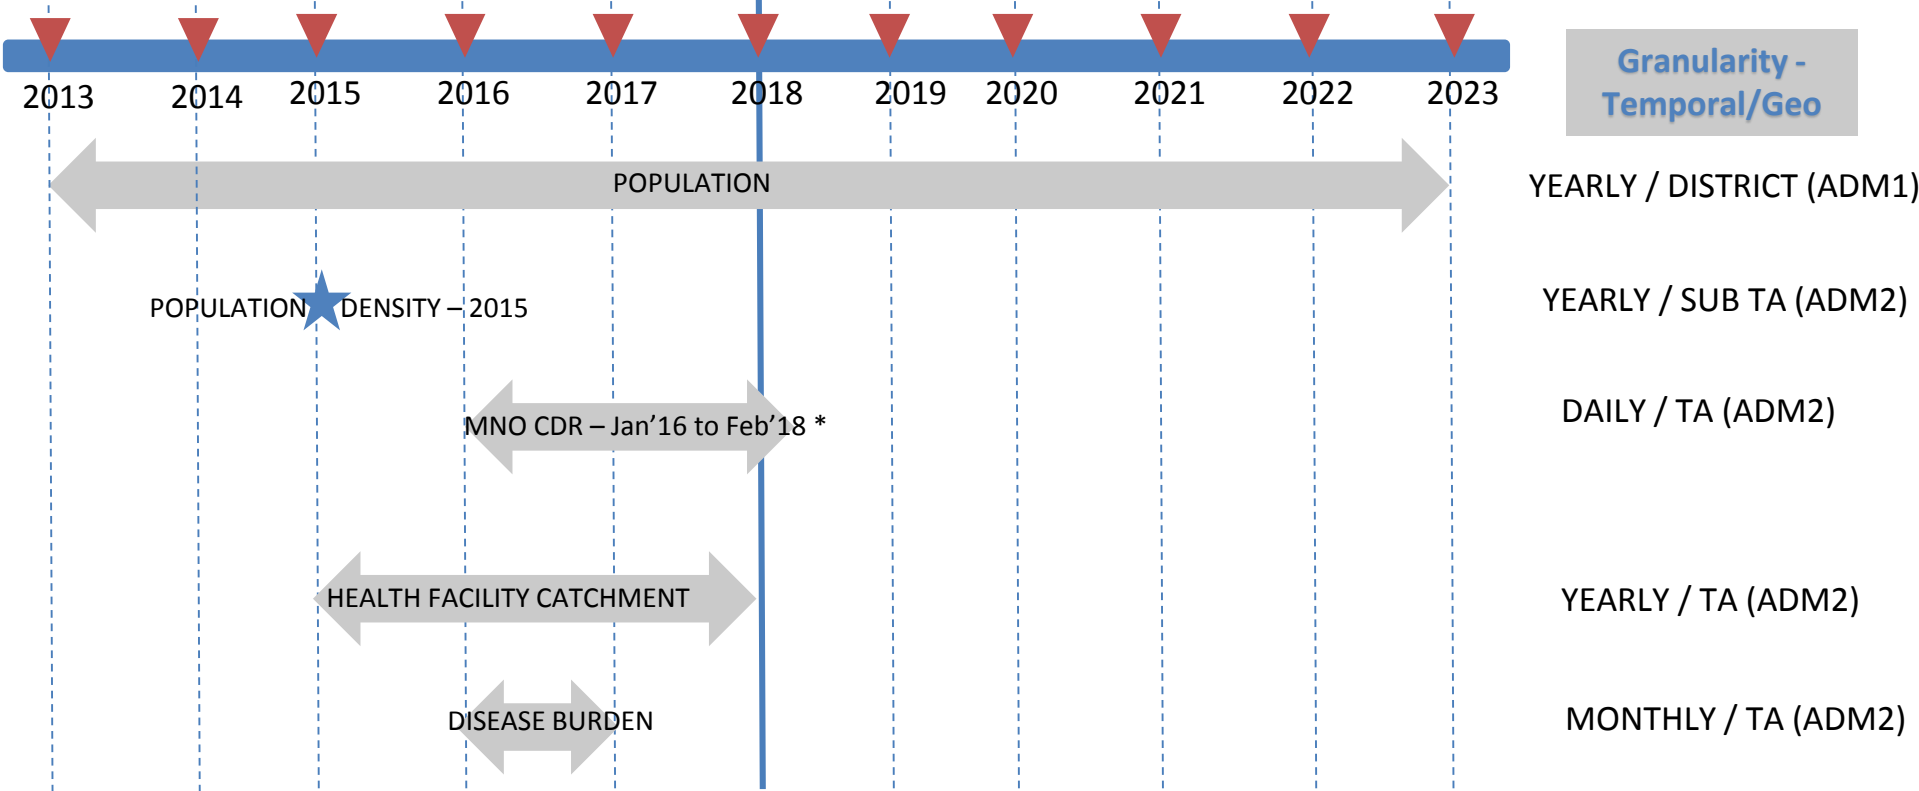 2013 2014 2015 2016 2017 2018 2019 2020 2021 2022 2023
Granularity -
Temporal/Geo
POPULATION
YEARLY / DISTRICT (ADM1)
POPULATION DENSITY – 2015
YEARLY / SUB TA (ADM2)
MNO CDR – Jan’16 to Feb’18 *
DAILY / TA (ADM2)
HEALTH FACILITY CATCHMENT
YEARLY / TA (ADM2)
DISEASE BURDEN
MONTHLY / TA (ADM2)